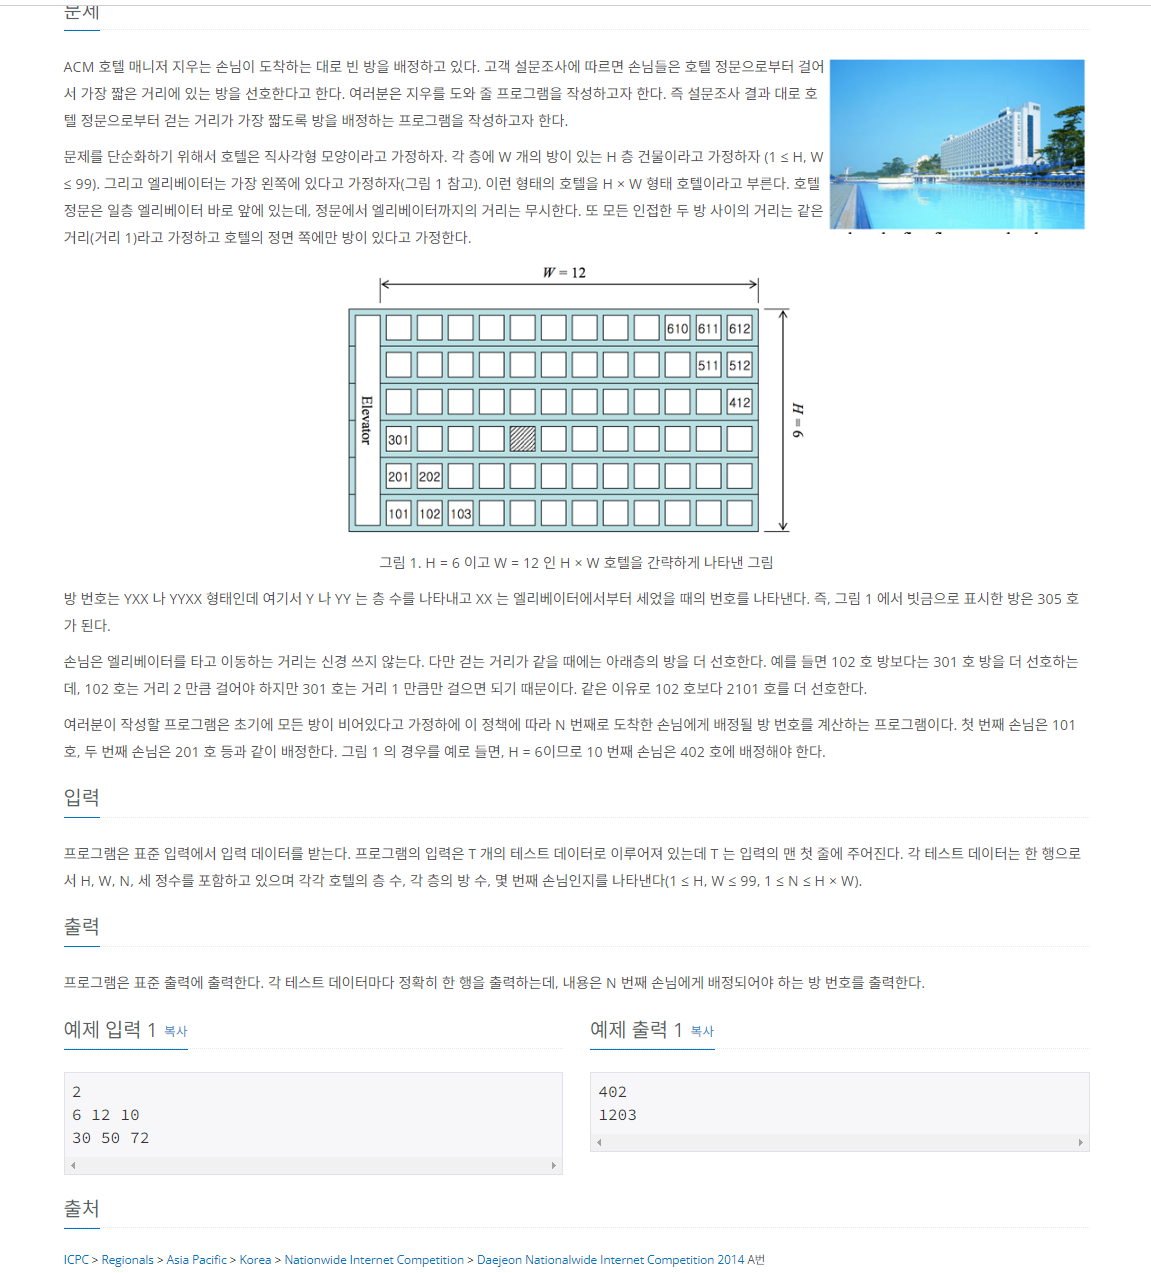 문제
ACM 호텔 매니저 지우는 손님이 도착하는 대로 빈 방을 배정하고 있다. 고객 설문조사에 따르면 손님들은 호텔 정문으로부터 걸어
서 가장 짧은 거리에 있는 방을 선호한다고 한다. 여러분은 지우를 도와 줄 프로그램을 작성하고자 한다. 즉 설문조사 결과 대로 호
텔 정문으로부터 걷는 거리가 가장 짧도록 방을 배정하는 프로그램을 작성하고자 한다.
문제를 단순화하기 위해서 호텔은 직사각형 모양이라고 가정하자. 각 층에 W 개의 방이 있는 H 층 건물이라고 가정하자 (1 ≤ H, W
≤ 99). 그리고 엘리베이터는 가장 왼쪽에 있다고 가정하자(그림 1 참고). 이런 형태의 호텔을 H × W 형태 호텔이라고 부른다. 호텔
정문은 일층 엘리베이터 바로 앞에 있는데, 정문에서 엘리베이터까지의 거리는 무시한다. 또 모든 인접한 두 방 사이의 거리는 같은
거리(거리 1)라고 가정하고 호텔의 정면 쪽에만 방이 있다고 가정한다.
W = 12
610 611 612
511 512
412
Elevator
H = 6
301
201 202
101 102 103
그림 1. H = 6 이고 W = 12 인 H × W 호텔을 간략하게 나타낸 그림
방 번호는 YXX 나 YYXX 형태인데 여기서 Y 나 YY 는 층 수를 나타내고 XX 는 엘리베이터에서부터 세었을 때의 번호를 나타낸다. 즉, 그림 1 에서 빗금으로 표시한 방은 305 호
가 된다.
손님은 엘리베이터를 타고 이동하는 거리는 신경 쓰지 않는다. 다만 걷는 거리가 같을 때에는 아래층의 방을 더 선호한다. 예를 들면 102 호 방보다는 301 호 방을 더 선호하는
데, 102 호는 거리 2 만큼 걸어야 하지만 301 호는 거리 1 만큼만 걸으면 되기 때문이다. 같은 이유로 102 호보다 2101 호를 더 선호한다.
여러분이 작성할 프로그램은 초기에 모든 방이 비어있다고 가정하에 이 정책에 따라 N 번째로 도착한 손님에게 배정될 방 번호를 계산하는 프로그램이다. 첫 번째 손님은 101
호, 두 번째 손님은 201 호 등과 같이 배정한다. 그림 1 의 경우를 예로 들면, H = 6이므로 10 번째 손님은 402 호에 배정해야 한다.
입력
프로그램은 표준 입력에서 입력 데이터를 받는다. 프로그램의 입력은 T 개의 테스트 데이터로 이루어져 있는데 T 는 입력의 맨 첫 줄에 주어진다. 각 테스트 데이터는 한 행으로
서 H, W, N, 세 정수를 포함하고 있으며 각각 호텔의 층 수, 각 층의 방 수, 몇 번째 손님인지를 나타낸다(1 ≤ H, W ≤ 99, 1 ≤ N ≤ H × W).
출력
프로그램은 표준 출력에 출력한다. 각 테스트 데이터마다 정확히 한 행을 출력하는데, 내용은 N 번째 손님에게 배정되어야 하는 방 번호를 출력한다.
예제 입력 1 복사
2
6 12 10
30 50 72
예제 출력 1 복사
402
1203
출처
ICPC > Regionals > Asia Pacific > Korea > Nationwide Internet Competition > Daejeon Nationalwide Internet Competition 2014 A번